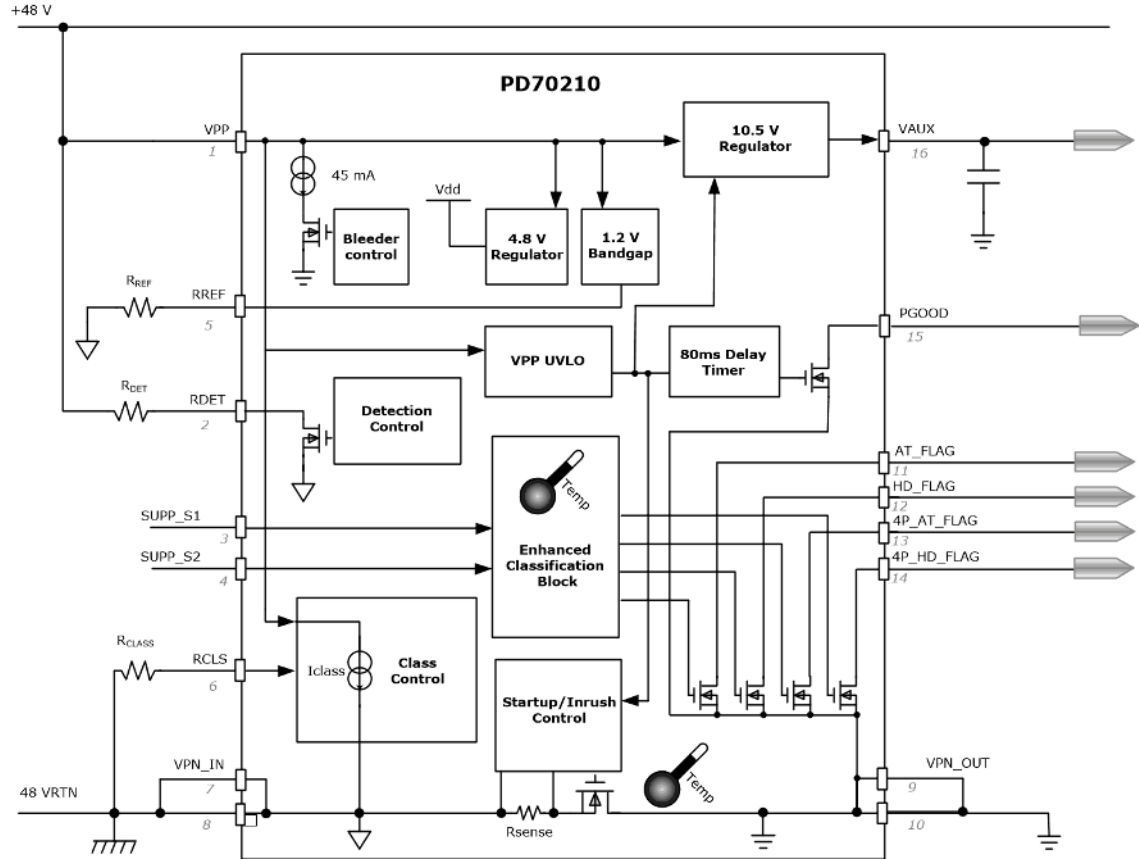 +48 V
PD70210
VPP
1
10.5 V
Regulator
VAUX
16
45 mA
Vdd
Bleeder
control
4.8 V
Regulator
1.2 V
Bandgap
RREF
RREF
5
PGOOD
15
VPP UVLO
80ms Delay
Timer
RDET
RDET
2
Detection
Control
Temp
AT_FLAG
11
HD_FLAG
12
SUPP_S1
3
4P_AT_FLAG
13
Enhanced
Classification
Block
SUPP_S2
4
4P_HD_FLAG
14
RCLASS
RCLS
6
Iclass
Class
Control
Startup/Inrush
Control
VPN_IN
7
Temp
VPN_OUT
9
48 VRTN
8
Rsense
10